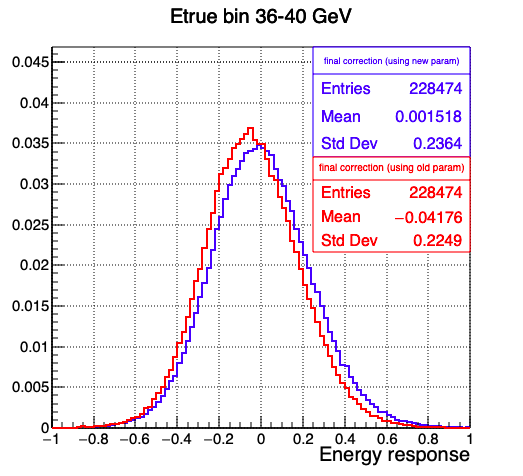 Etrue bin 36-40 GeV
final correction (using new param)
Entries 228474
Mean 0.001518
Std Dev 0.2364
final correction (using old param)
Entries 228474
Mean −0.04176
Std Dev 0.2249
0.045
0.04
0.035
0.03
0.025
0.02
0.015
0.01
0.005
0
−1 −0.8 −0.6 −0.4 −0.2 0 0.2 0.4 0.6 0.8 1
Energy response